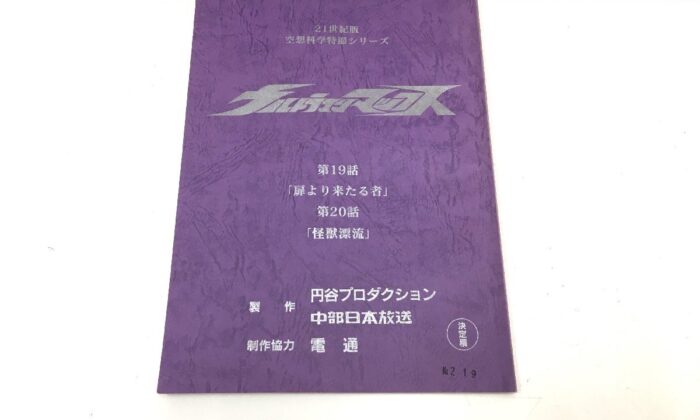 21世紀版
空想科学特撮シリーズ
ウルトラマンマックス
第19話
「扉より来たる者」
第20話
「怪獣漂流」
製作 円谷プロダクション
中部日本放送
制作協力 電通
決定稿
№219